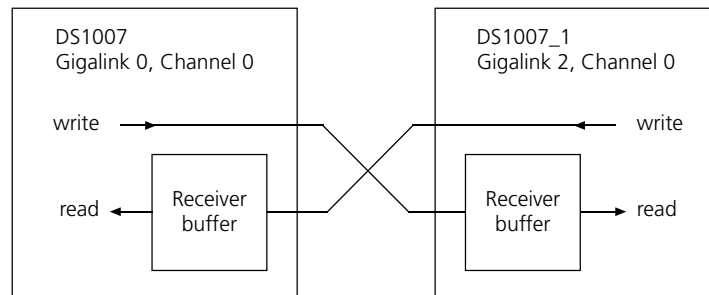 DS1007
Gigalink 0, Channel 0
write
read
Receiver
buffer
DS1007_1
Gigalink 2, Channel 0
write
Receiver
buffer
read